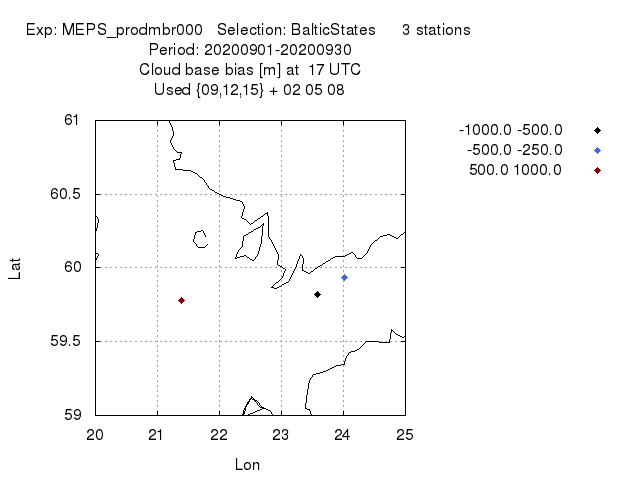 Exp: MEPS_prodmbr000 Selection: BalticStates 3 stations
Period: 20200901-20200930
Cloud base bias [m] at 17 UTC
Used {09,12,15} + 02 05 08
-1000.0 -500.0
-500.0 -250.0
500.0 1000.0
61
60.5
60
59.5
59
Lat
20 21 22 23 24 25
Lon